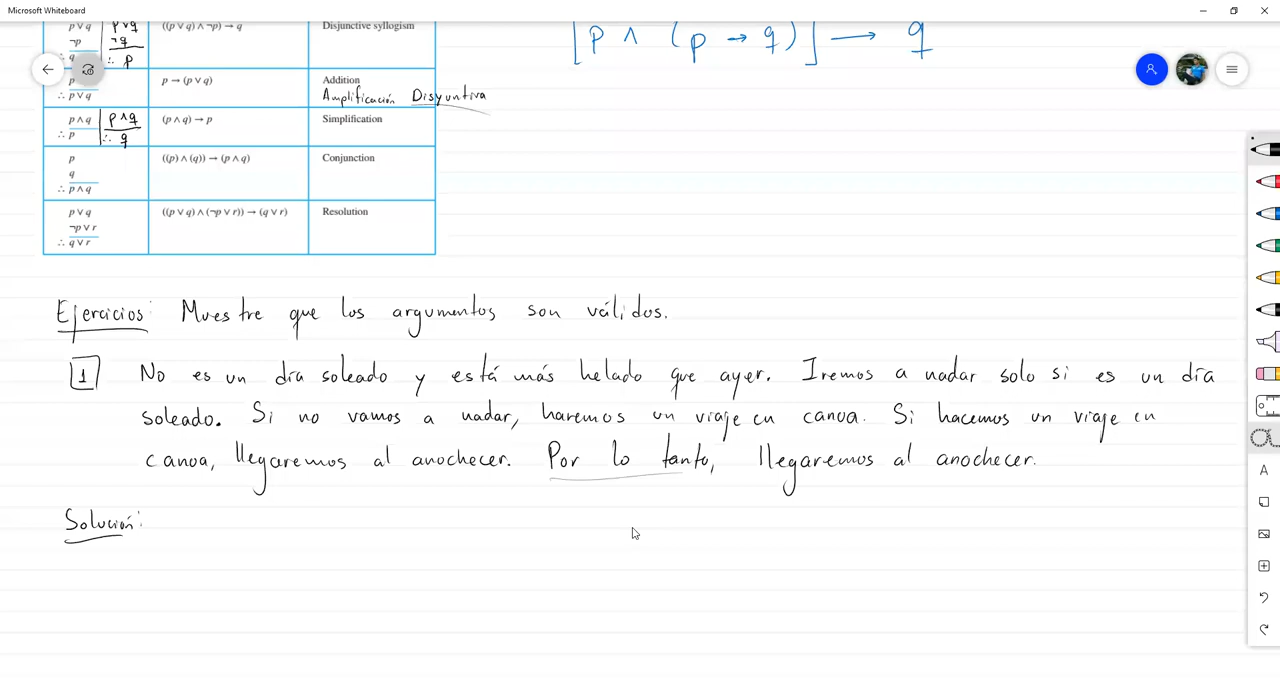 Microsoft Whiteboard
p ∨ q
¬p
∴ q
p ∨ q
¬q
∴ p
((p ∨ q) ∧ ¬p) → q
Disjunctive syllogism
[p ∧ (p → q)] → q
p
∴ p ∨ q
p → (p ∨ q)
Addition
Amplificación Disyuntiva
p ∧ q
∴ p
p ∧ q
∴ q
(p ∧ q) → p
Simplification
p
q
∴ p ∧ q
((p) ∧ (q)) → (p ∧ q)
Conjunction
p ∨ q
¬p ∨ r
∴ q ∨ r
((p ∨ q) ∧ (¬p ∨ r)) → (q ∨ r)
Resolution
Ejercicios: Muestre que los argumentos son válidos.
1 No es un día soleado y está más helado que ayer. Iremos a nadar solo si es un día
soleado. Si no vamos a nadar, haremos un viaje en canoa. Si hacemos un viaje en
canoa, llegaremos al anochecer. Por lo tanto, llegaremos al anochecer.
Solución:
A